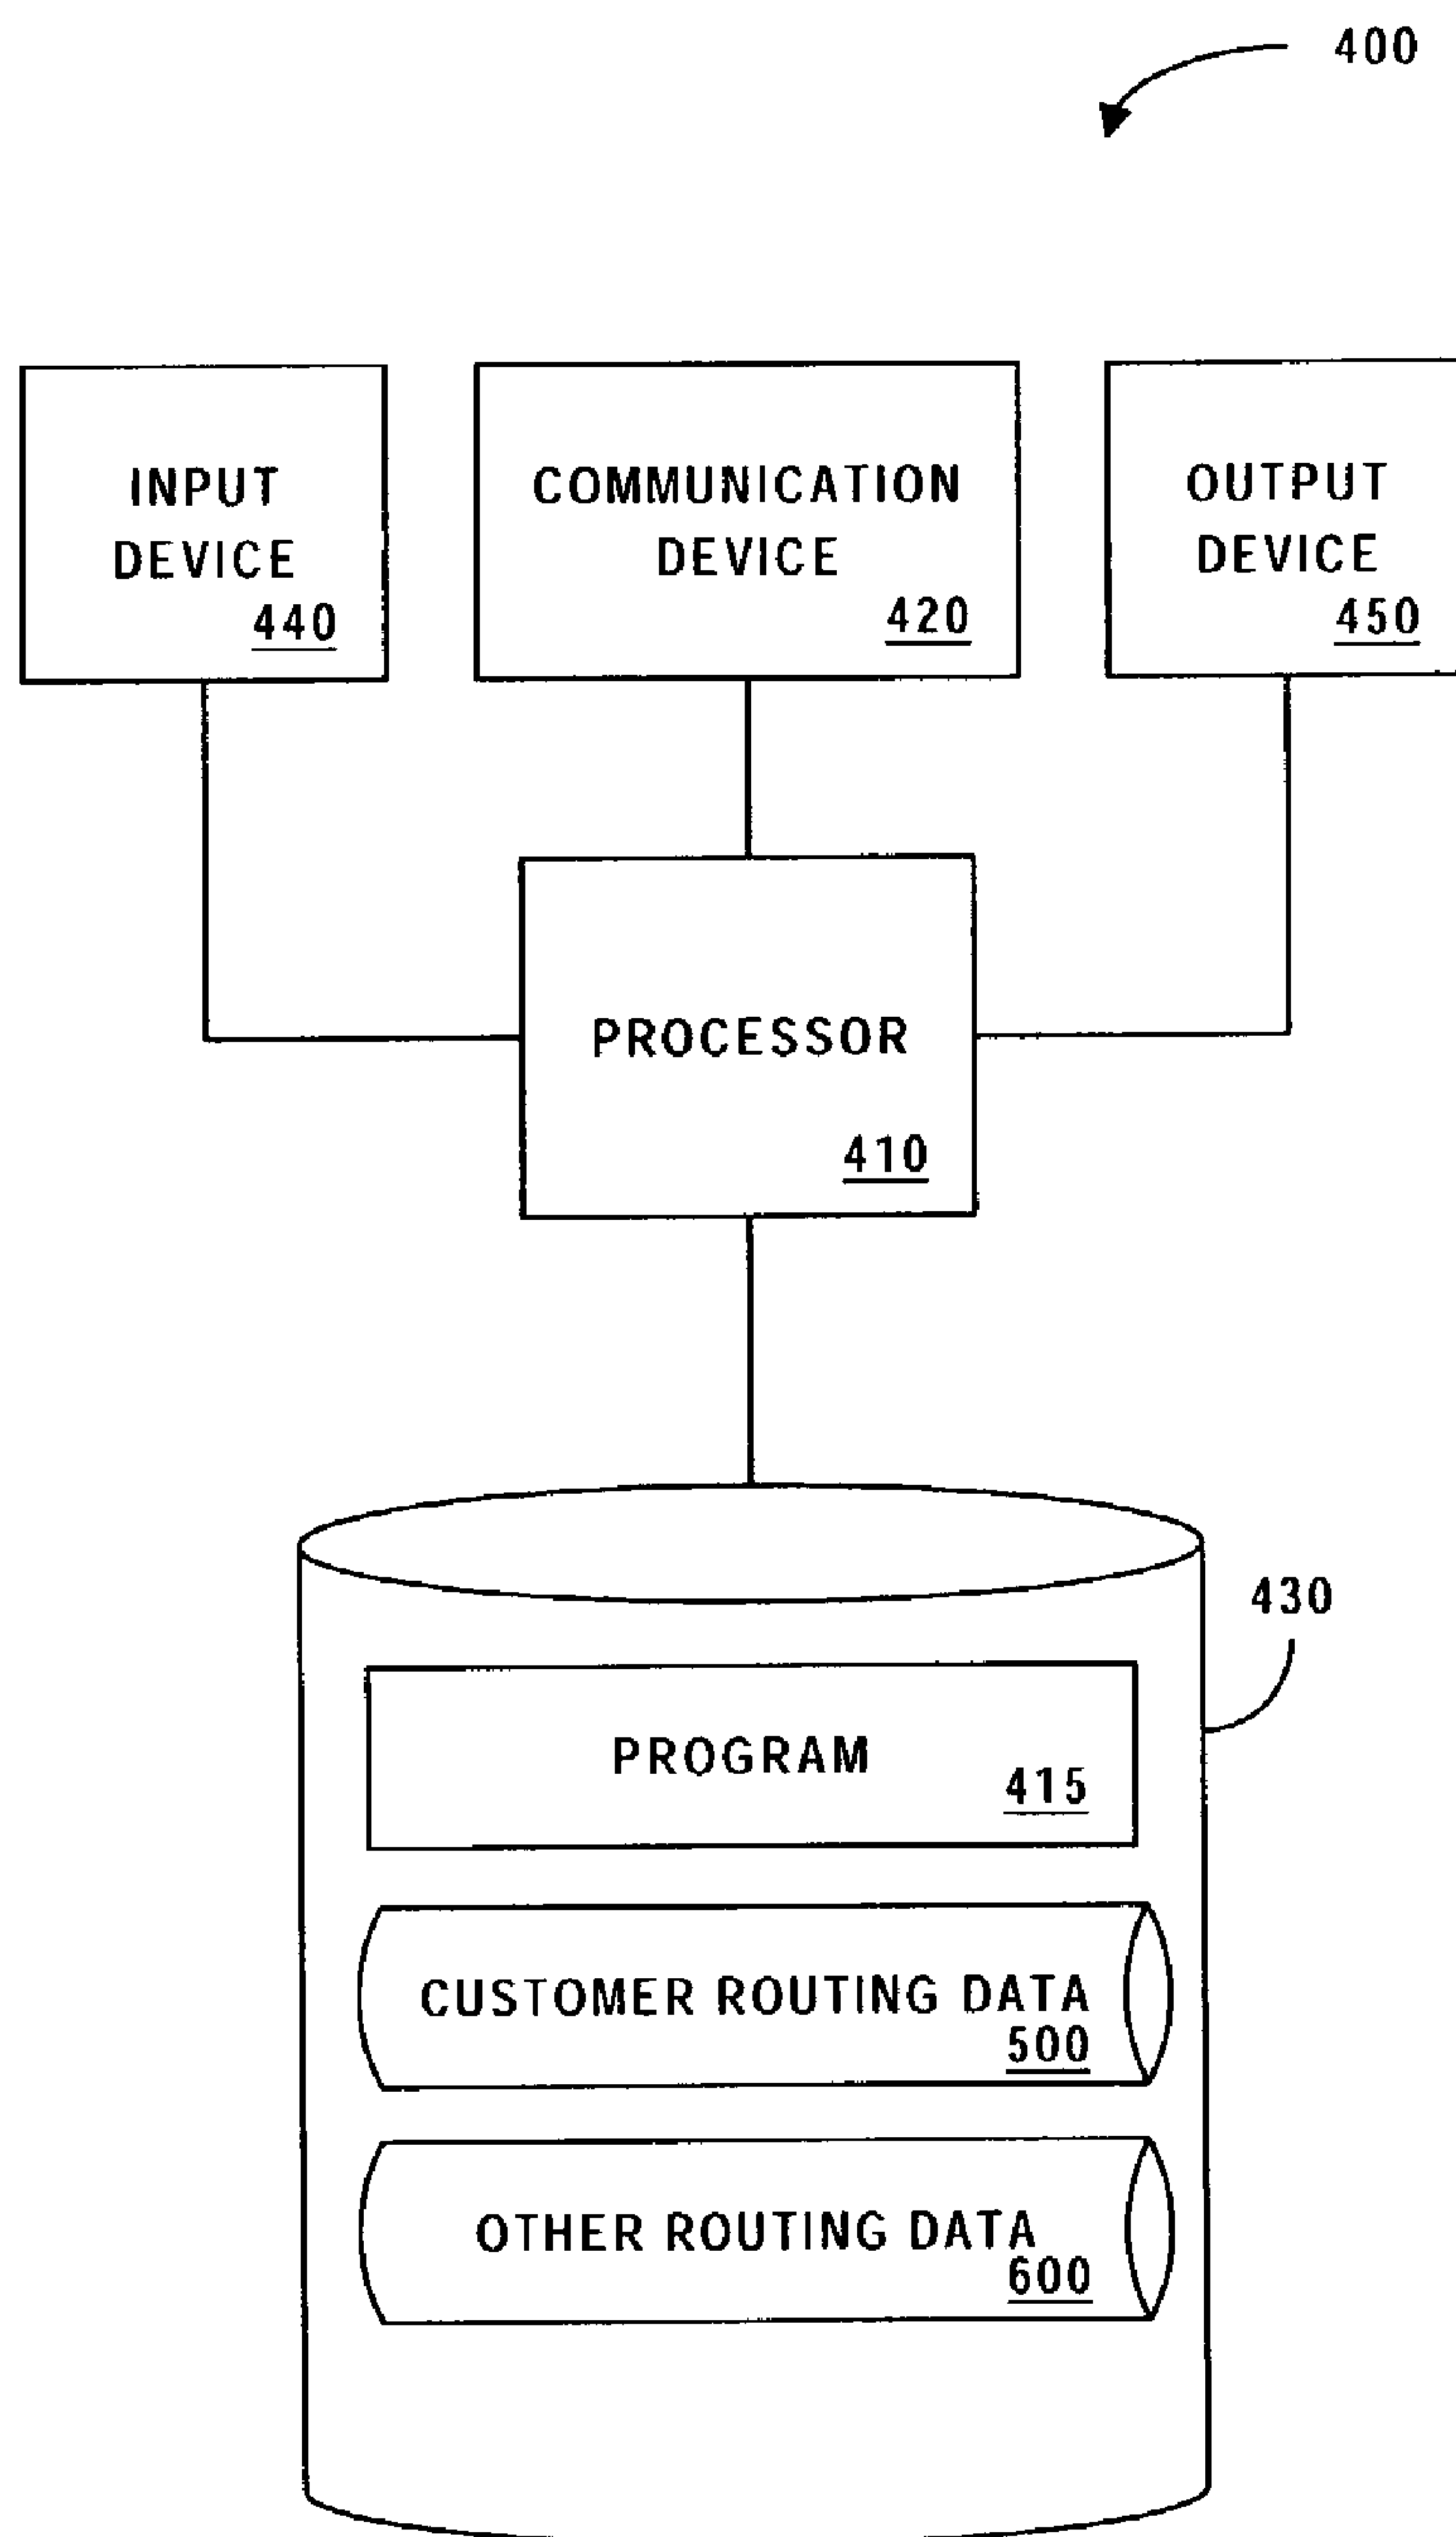 400
INPUT
DEVICE
440
COMMUNICATION
DEVICE
420
OUTPUT
DEVICE
450
PROCESSOR
410
430
PROGRAM
415
CUSTOMER ROUTING DATA
500
OTHER ROUTING DATA
600